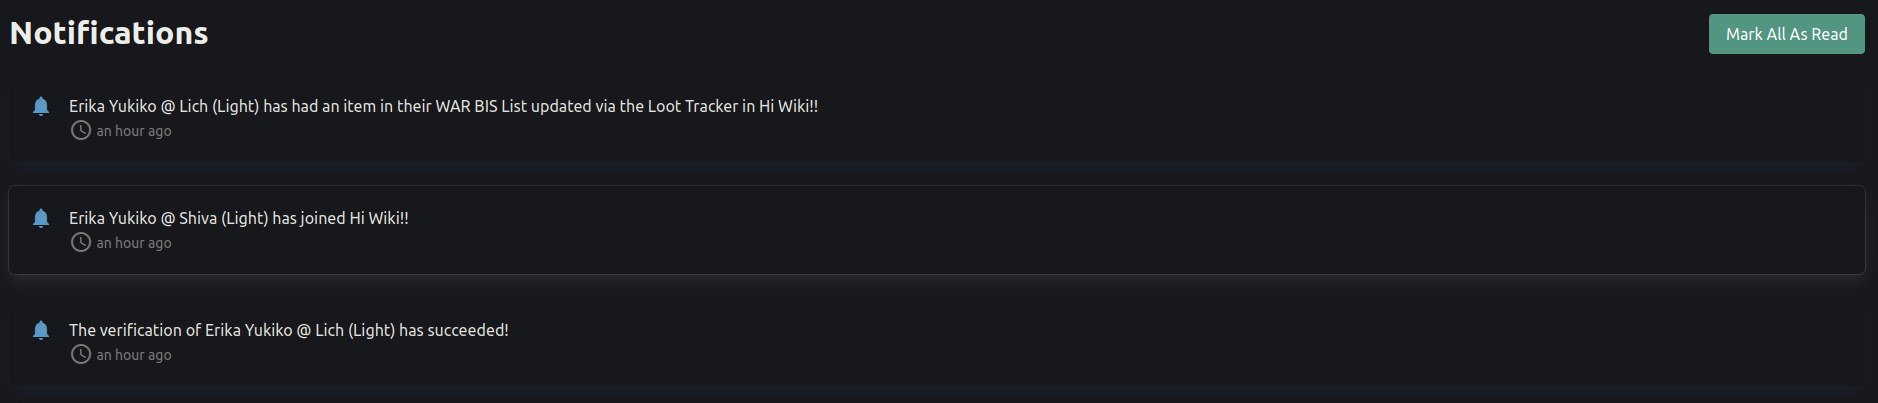 Notifications
Mark All As Read
Erika Yukiko @ Lich (Light) has had an item in their WAR BIS List updated via the Loot Tracker in Hi Wiki!!
an hour ago
Erika Yukiko @ Shiva (Light) has joined Hi Wiki!!
an hour ago
The verification of Erika Yukiko @ Lich (Light) has succeeded!
an hour ago